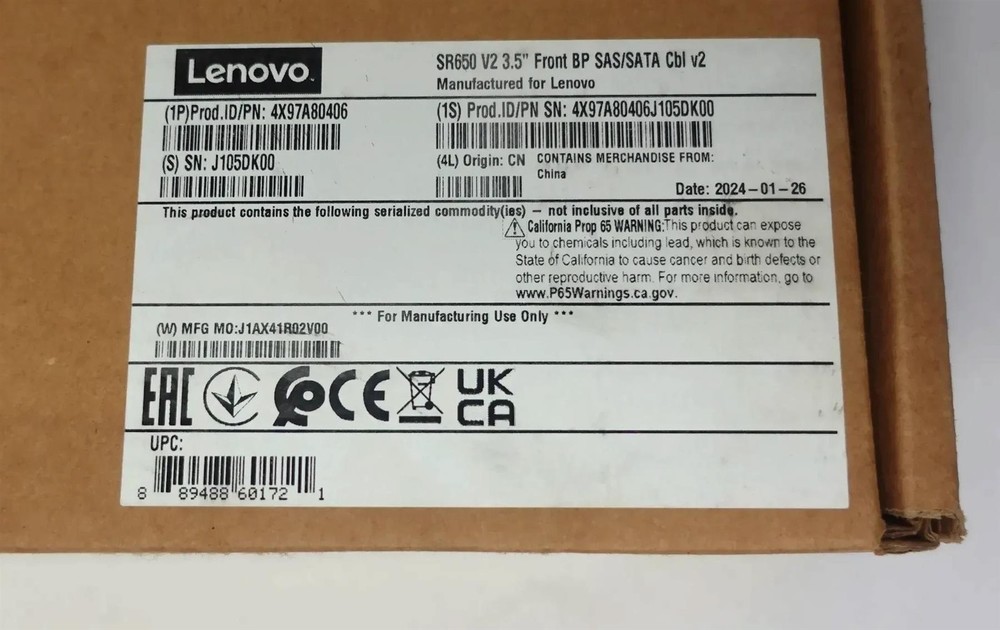 Lenovo.
SR650 V2 3.5" Front BP SAS/SATA Cbl v2
Manufactured for Lenovo
(1P)Prod.ID/PN: 4X97A80406
(1S) Prod.ID/PN SN: 4X97A80406J105DK00
(S) SN: J105DK00
(4L) Origin: CN
CONTAINS MERCHANDISE FROM:
China
Date: 2024-01-26
This product contains the following serialized commodity(ies) — not inclusive of all parts inside.
California Prop 65 WARNING:This product can expose
you to chemicals including lead, which is known to the
State of California to cause cancer and birth defects or
other reproductive harm. For more information, go to
www.P65Warnings.ca.gov.
*** For Manufacturing Use Only ***
(W) MFG MO:J1AX41R02V00
EAC
CE
UK
CA
UPC:
8 89488 60172 1